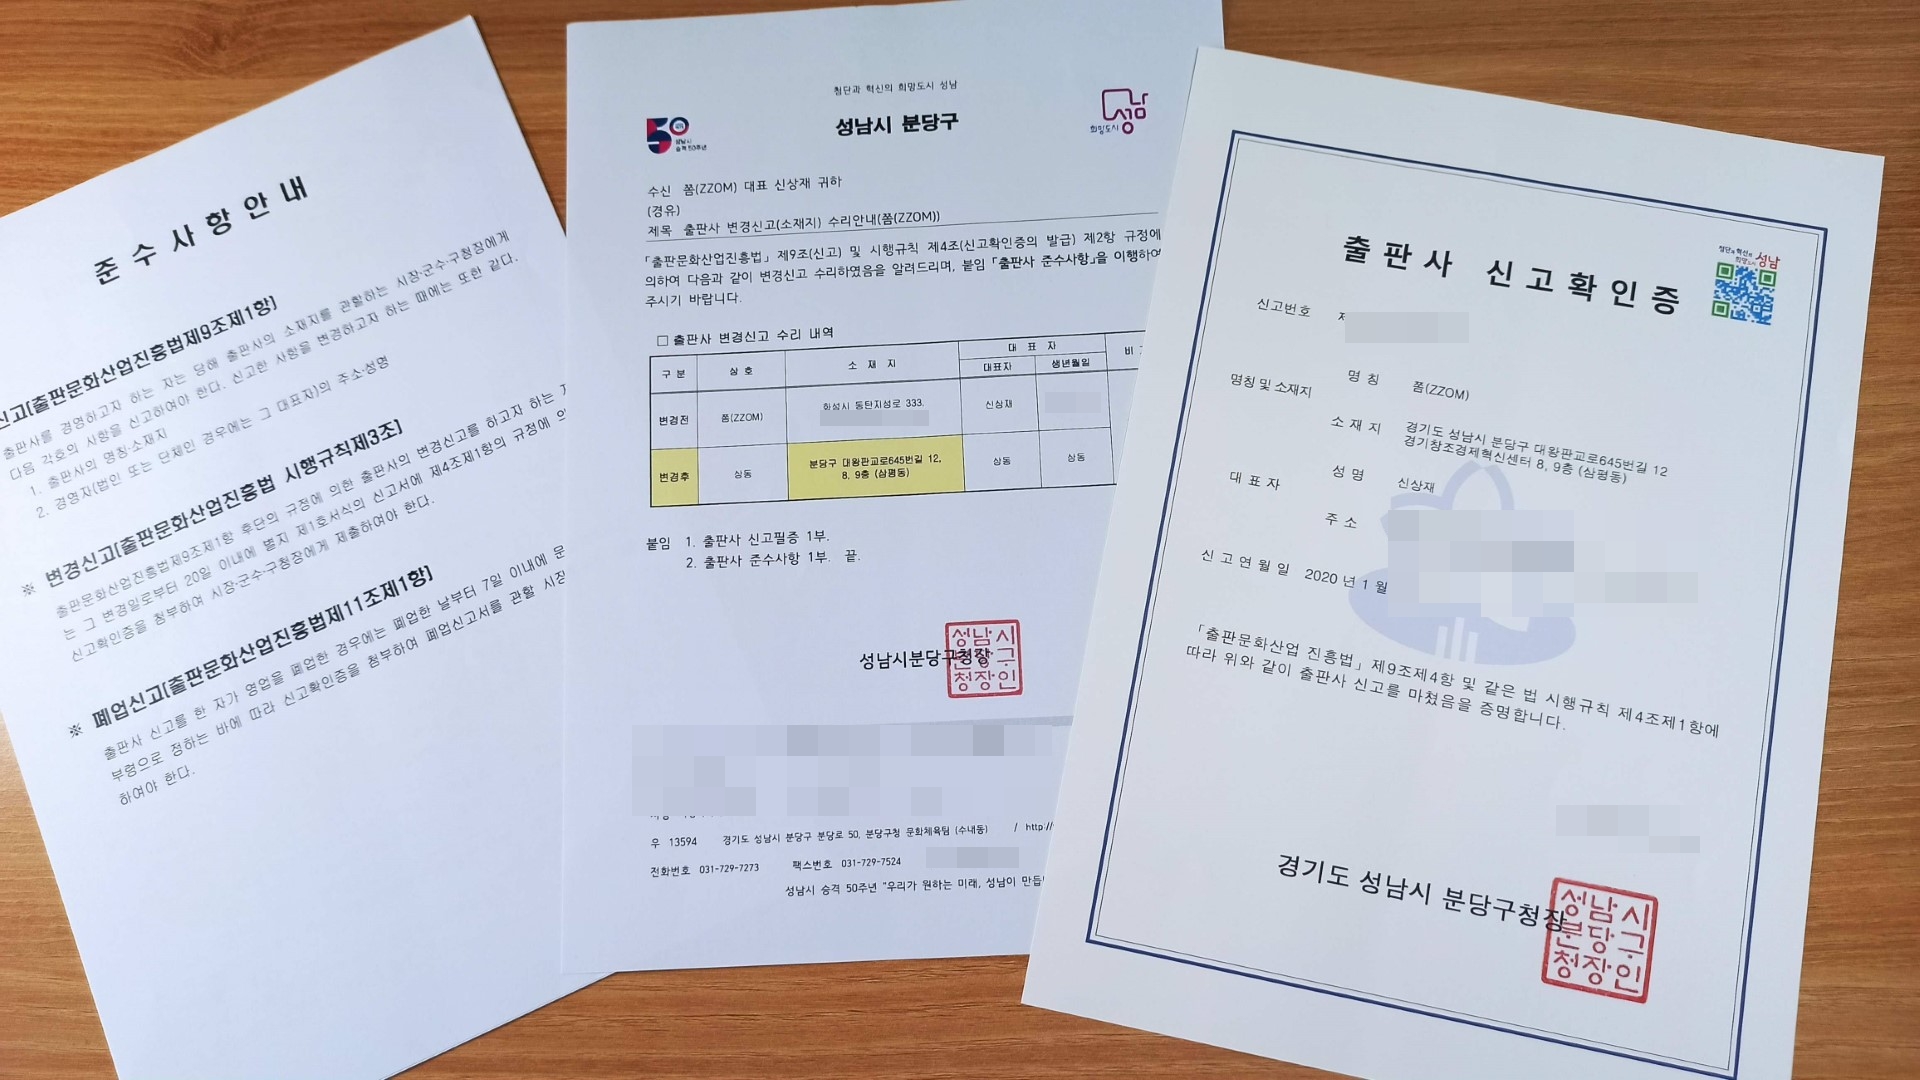 준수사항안내
신고[출판문화산업진흥법제9조제1항]
출판사를 경영하고자 하는 자는 당해 출판사의 소재지를 관할하는 시장·군수·구청장에게
다음 각호의 사항을 신고하여야 한다. 신고한 사항을 변경하고자 하는 때에는 또한 같다.
1. 출판사의 명칭·소재지
2. 경영자(법인 또는 단체인 경우에는 그 대표자)의 주소·성명
※ 변경신고[출판문화산업진흥법 시행규칙제3조]
출판문화산업진흥법제9조제1항 후단의 규정에 의한 출판사의 변경신고를 하고자 하는
는 그 변경일로부터 20일 이내에 별지 제1호서식의 신고서에 제4조제1항의 규정에
신고확인증을 첨부하여 시장·군수·구청장에게 제출하여야 한다.
※ 폐업신고[출판문화산업진흥법제11조제1항]
출판사 신고를 한 자가 영업을 폐업한 경우에는 폐업한 날부터 7일 이내에 문
부령으로 정하는 바에 따라 신고확인증을 첨부하여 폐업신고서를 관할 시장
하여야 한다.
첨단과 혁신의 희망도시 성남
50 성남시 승격 50주년
성남시 분당구
성남 희망도시
수신 쫌(ZZOM) 대표 신상재 귀하
(경유)
제목 출판사 변경신고(소재지) 수리안내(쫌(ZZOM))
「출판문화산업진흥법」 제9조(신고) 및 시행규칙 제4조(신고확인증의 발급) 제2항 규정에
의하여 다음과 같이 변경신고 수리하였음을 알려드리며, 붙임 「출판사 준수사항」을 이행하여
주시기 바랍니다.
□ 출판사 변경신고 수리 내역
구분 상호 소재지 대표자 비
대표자 생년월일
변경전 쫌(ZZOM) 화성시 동탄지성로 333. 신상재
변경후 상동 분당구 대왕판교로645번길 12, 상동 상동
8, 9층 (삼평동)
붙임 1. 출판사 신고필증 1부.
2. 출판사 준수사항 1부. 끝.
성남시분당구청장
성남시분당구청장인
우 13594 경기도 성남시 분당구 분당로 50, 분당구청 문화체육팀 (수내동) / http://
전화번호 031-729-7273 팩스번호 031-729-7524
성남시 승격 50주년 "우리가 원하는 미래, 성남이 만듭
출판사 신고확인증
첨단과 혁신의 희망도시 성남
신고번호 제
명칭 및 소재지 명칭 쫌(ZZOM)
소재지 경기도 성남시 분당구 대왕판교로645번길 12
경기창조경제혁신센터 8, 9층 (삼평동)
대표자 성명 신상재
주소
신고연월일 2020 년 1 월
「출판문화산업 진흥법」 제9조제4항 및 같은 법 시행규칙 제4조제1항에
따라 위와 같이 출판사 신고를 마쳤음을 증명합니다.
경기도 성남시 분당구청장
성남시분당구청장인